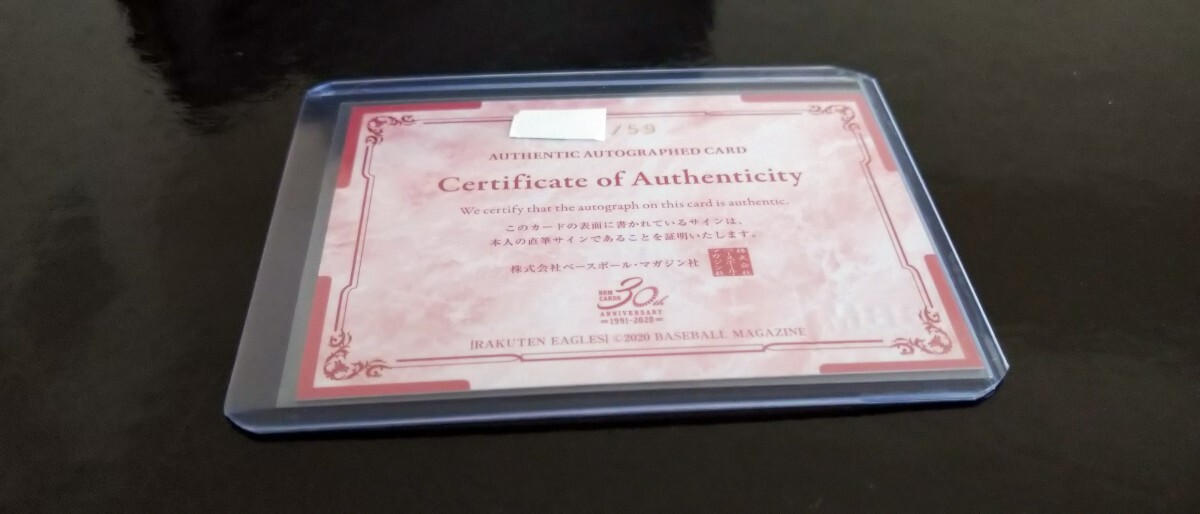 /59
AUTHENTIC AUTOGRAPHED CARD
Certificate of Authenticity
We certify that the autograph on this card is authentic.
このカードの表面に書かれているサインは、
本人の直筆サインであることを証明いたします。
株式会社ベースボール・マガジン社
BBM
CARDS
30th
ANNIVERSARY
1991-2020
[RAKUTEN EAGLES] ©2020 BASEBALL MAGAZINE